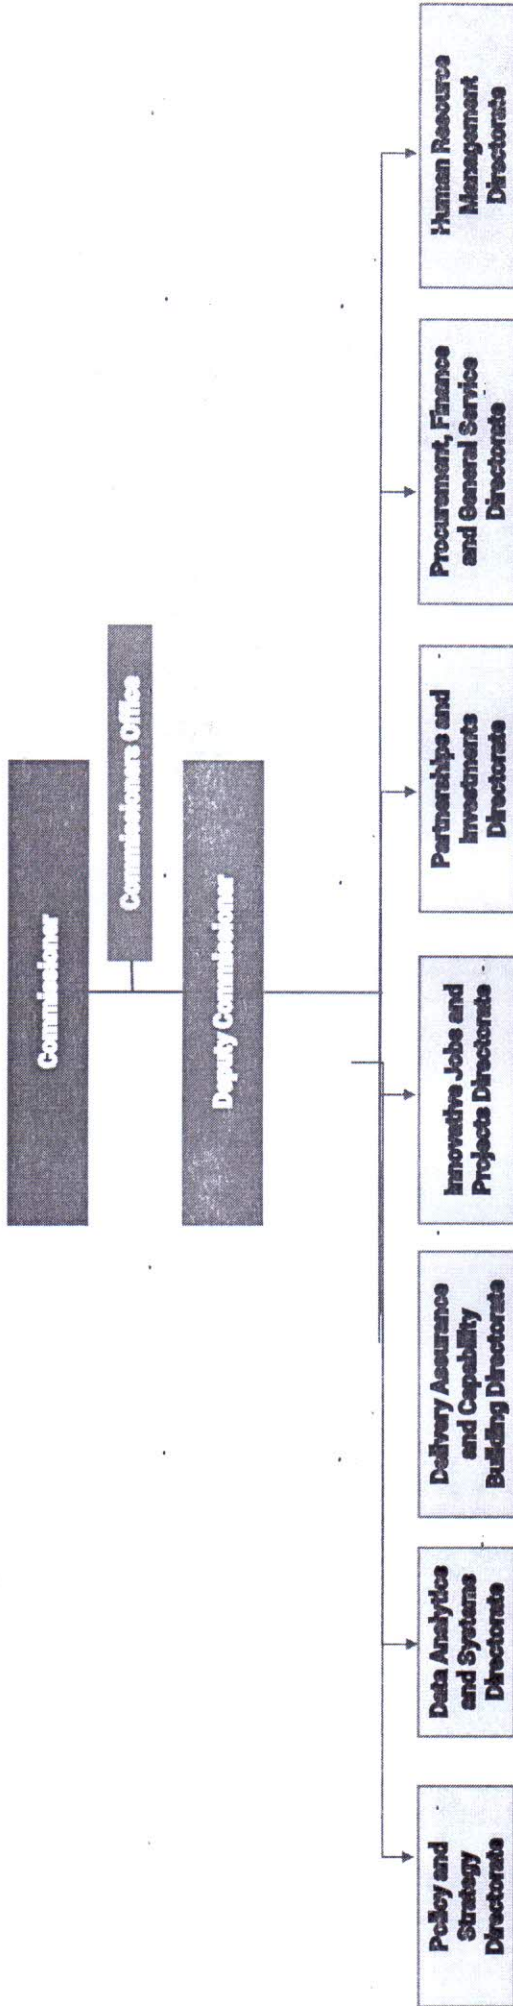 Commissioner
Commissioners Office
Deputy Commissioner
Policy and
Strategy
Directorate
Data Analytics
and Systems
Directorate
Delivery Assurance
and Capability
Building Directorate
Innovative Jobs and
Projects Directorate
Partnerships and
Investments
Directorate
Procurement, Finance
and General Service
Directorate
Human Resource
Management
Directorate